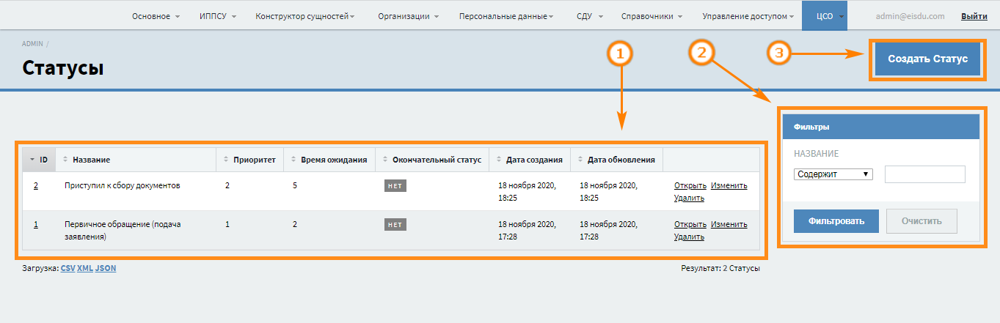 Основное ИППСУ Конструктор сущностей Организации Персональные данные СДУ Справочники Управление доступом ЦСО admin@eisdu.com Выйти
ADMIN /
Статусы
1
2
3
Создать Статус
Фильтры
НАЗВАНИЕ
Содержит
Фильтровать Очистить
ID Название Приоритет Время ожидания Окончательный статус Дата создания Дата обновления
2 Приступил к сбору документов 2 5 НЕТ 18 ноября 2020, 18 ноября 2020, Открыть Изменить
18:25 18:25 Удалить
1 Первичное обращение (подача 1 2 НЕТ 18 ноября 2020, 18 ноября 2020, Открыть Изменить
заявления) 17:28 17:28 Удалить
Загрузка: CSV XML JSON Результат: 2 Статусы